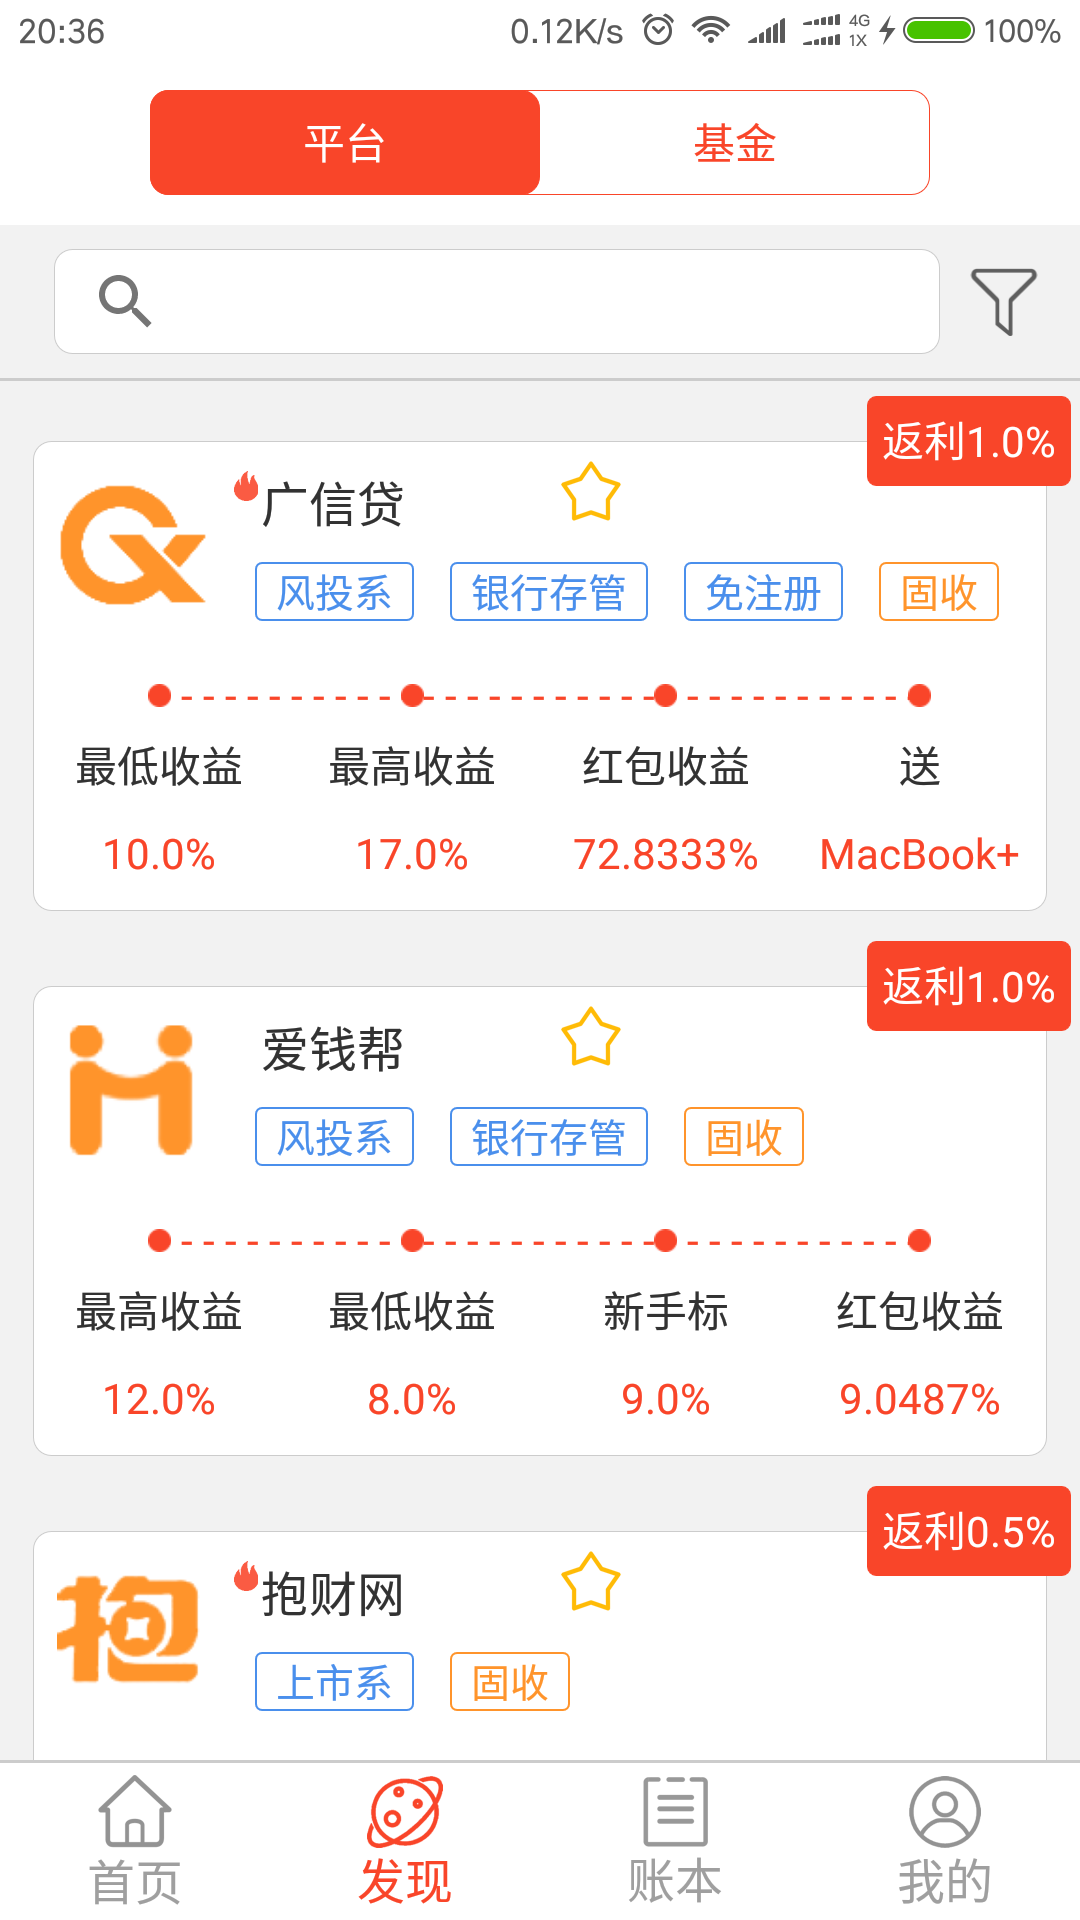 20:36 0.12K/s 4G 1X 100%
平台 基金
返利1.0%
广信贷
风投系 银行存管 免注册 固收
最低收益 最高收益 红包收益 送
10.0% 17.0% 72.8333% MacBook+
返利1.0%
爱钱帮
风投系 银行存管 固收
最高收益 最低收益 新手标 红包收益
12.0% 8.0% 9.0% 9.0487%
返利0.5%
抱 抱财网
上市系 固收
首页 发现 账本 我的